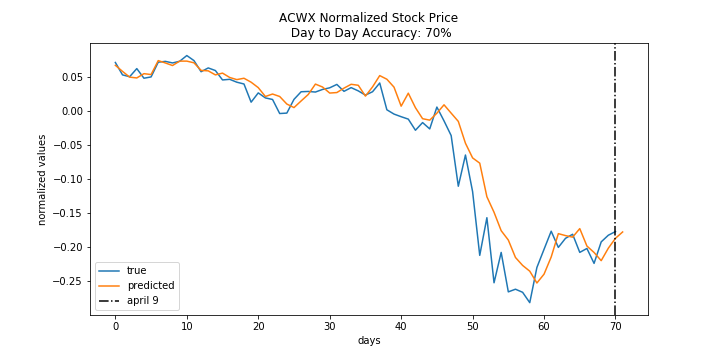 ACWX Normalized Stock Price
Day to Day Accuracy: 70%
normalized values
0.05
0.00
−0.05
−0.10
−0.15
−0.20
−0.25
true
predicted
april 9
0 10 20 30 40 50 60 70
days